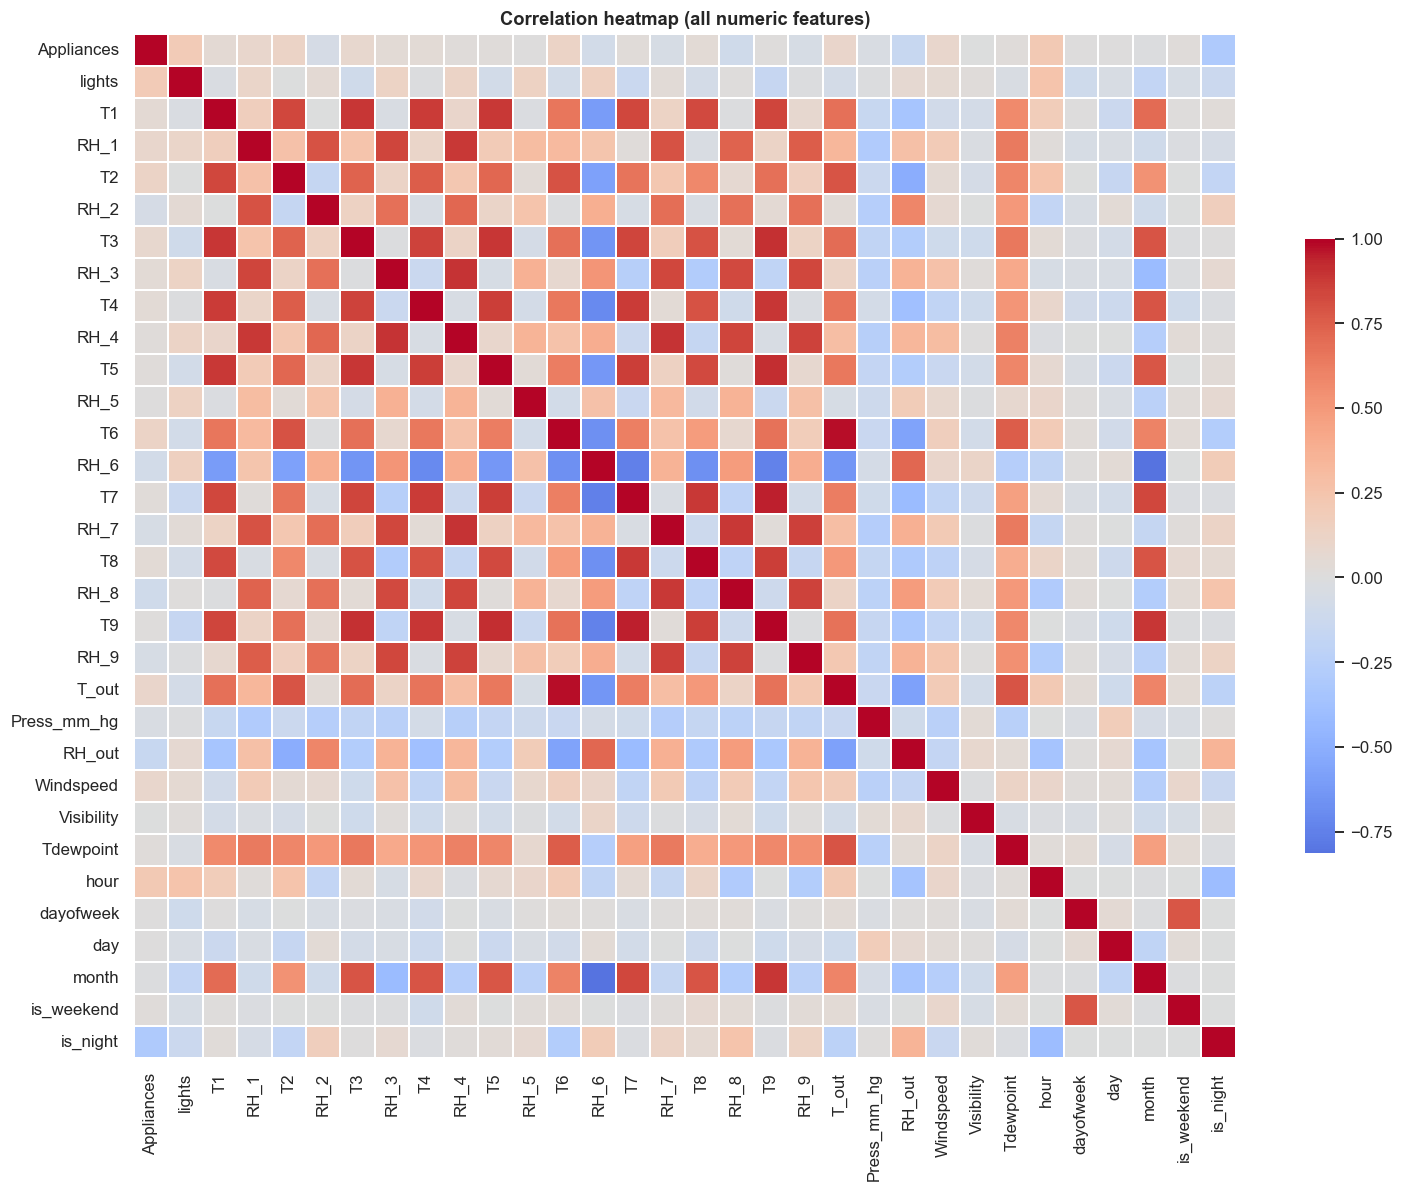 Correlation heatmap (all numeric features)
Appliances
lights
T1
RH_1
T2
RH_2
T3
RH_3
T4
RH_4
T5
RH_5
T6
RH_6
T7
RH_7
T8
RH_8
T9
RH_9
T_out
Press_mm_hg
RH_out
Windspeed
Visibility
Tdewpoint
hour
dayofweek
day
month
is_weekend
is_night
Appliances
lights
T1
RH_1
T2
RH_2
T3
RH_3
T4
RH_4
T5
RH_5
T6
RH_6
T7
RH_7
T8
RH_8
T9
RH_9
T_out
Press_mm_hg
RH_out
Windspeed
Visibility
Tdewpoint
hour
dayofweek
day
month
is_weekend
is_night
1.00
0.75
0.50
0.25
0.00
−0.25
−0.50
−0.75